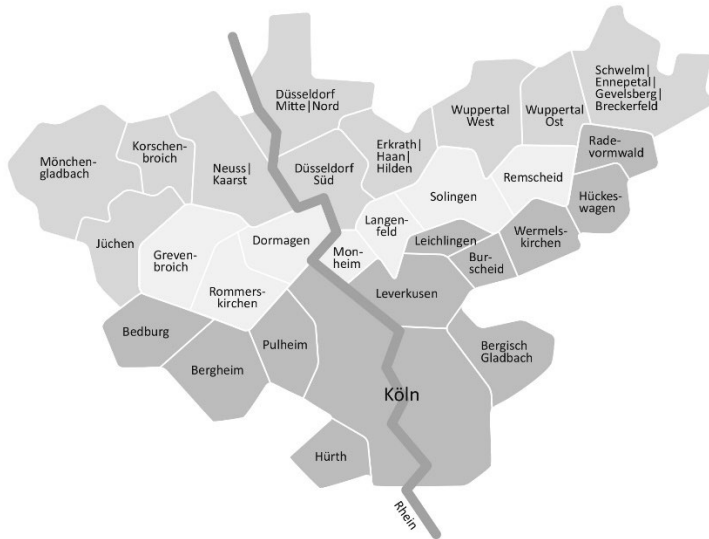 Düsseldorf
Mitte|Nord
Schwelm|
Ennepetal|
Gevelsberg|
Breckerfeld
Wuppertal
West
Wuppertal
Ost
Korschen-
broich
Mönchen-
gladbach
Neuss|
Kaarst
Düsseldorf
Süd
Erkrath|
Haan|
Hilden
Rade-
vormwald
Solingen
Remscheid
Hückes-
wagen
Jüchen
Greven-
broich
Dormagen
Langen-
feld
Mon-
heim
Leichlingen
Bur-
scheid
Wermels-
kirchen
Rommers-
kirchen
Leverkusen
Bedburg
Bergheim
Pulheim
Bergisch
Gladbach
Köln
Hürth
Rhein